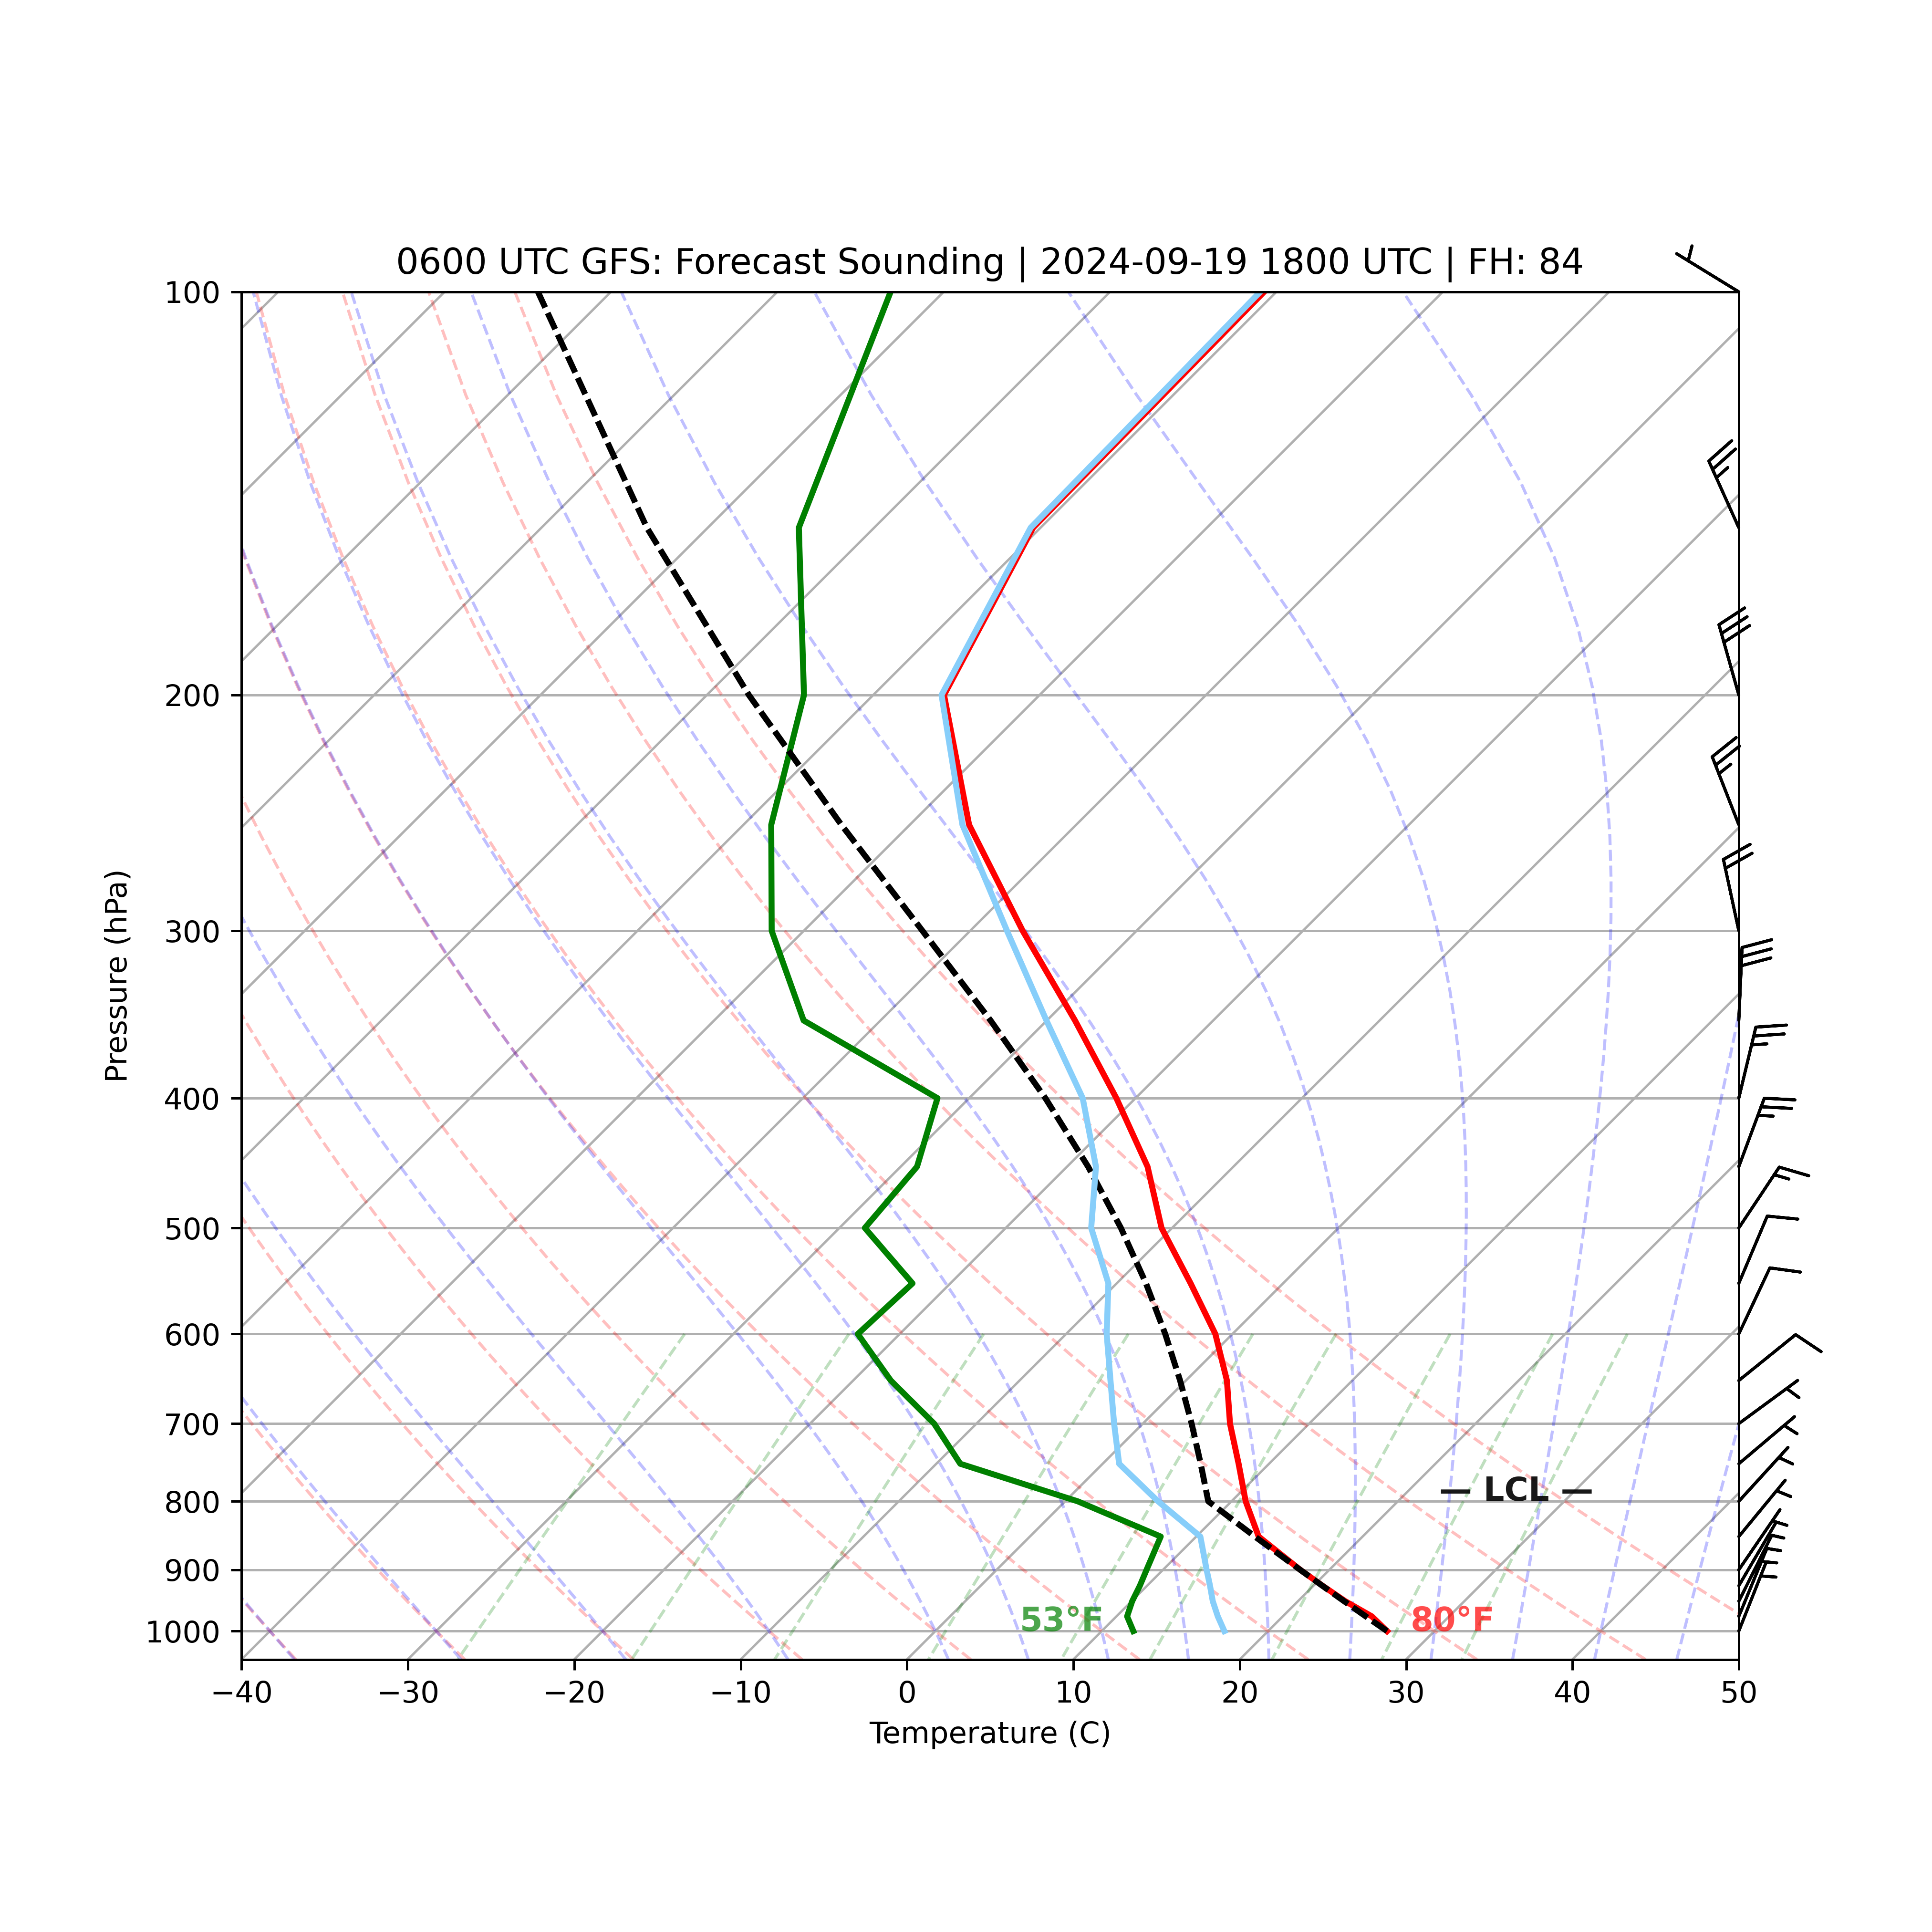 0600 UTC GFS: Forecast Sounding | 2024-09-19 1800 UTC | FH: 84
100
200
300
400
500
600
700
800
900
1000
Pressure (hPa)
— LCL —
53°F
80°F
−40 −30 −20 −10 0 10 20 30 40 50
Temperature (C)